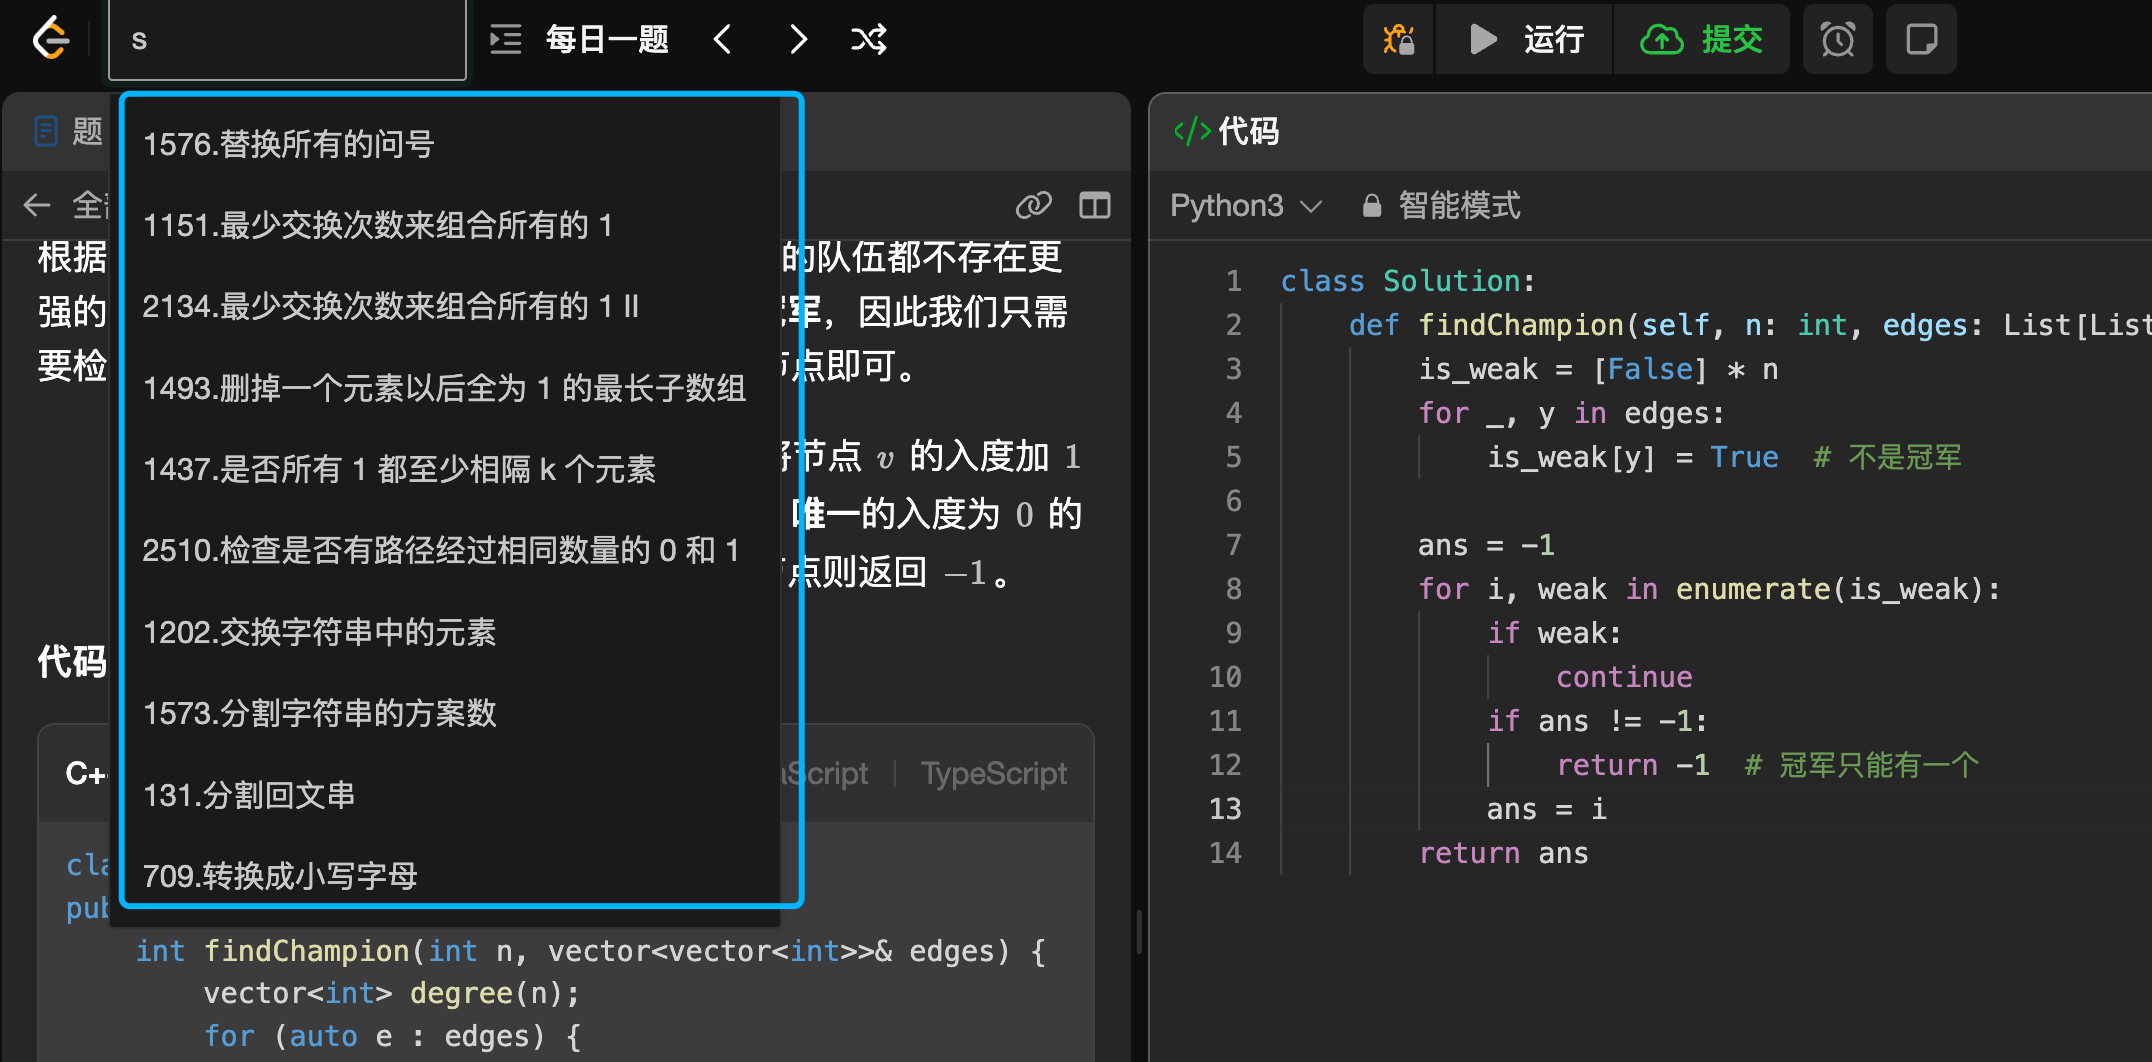 s
每日一题
运行
提交
题
1576.替换所有的问号
1151.最少交换次数来组合所有的 1
2134.最少交换次数来组合所有的 1 II
1493.删掉一个元素以后全为 1 的最长子数组
1437.是否所有 1 都至少相隔 k 个元素
2510.检查是否有路径经过相同数量的 0 和 1
1202.交换字符串中的元素
1573.分割字符串的方案数
131.分割回文串
709.转换成小写字母
全
根据
的队伍都不存在更
强的
军，因此我们只需
要检
点即可。
节点 v 的入度加 1
唯一的入度为 0 的
点则返回 −1。
代码
C+
Script
TypeScript
cla
pub
int findChampion(int n, vector<vector<int>>& edges) {
vector<int> degree(n);
for (auto e : edges) {
</> 代码
Python3
智能模式
1 class Solution:
2 def findChampion(self, n: int, edges: List[List
3 is_weak = [False] * n
4 for _, y in edges:
5 is_weak[y] = True # 不是冠军
6
7 ans = -1
8 for i, weak in enumerate(is_weak):
9 if weak:
10 continue
11 if ans != -1:
12 return -1 # 冠军只能有一个
13 ans = i
14 return ans